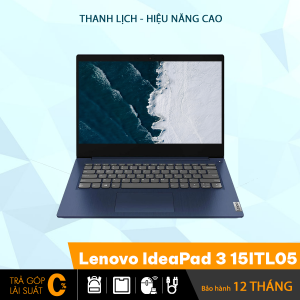 THANH LỊCH - HIỆU NĂNG CAO
Lenovo IdeaPad 3 15ITL05
TRẢ GÓP
LÃI SUẤT
0%
Bảo hành 12 THÁNG